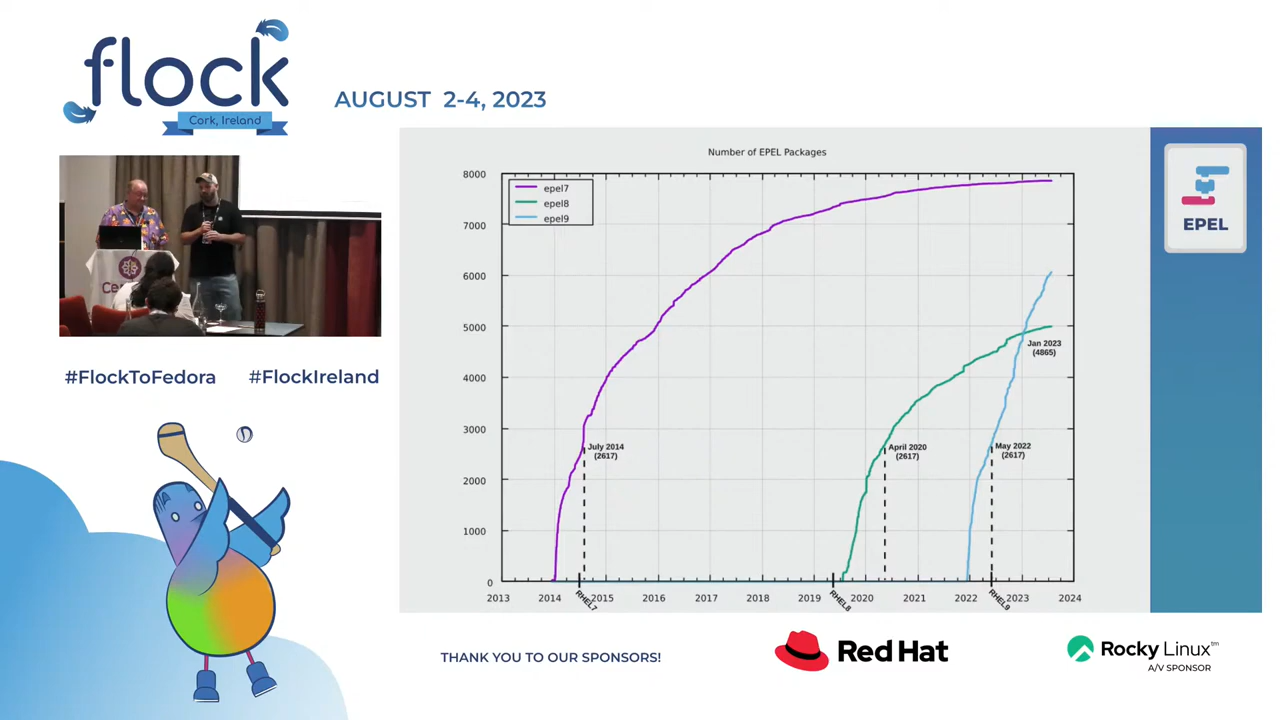 flock
Cork, Ireland
AUGUST 2-4, 2023
#FlockToFedora #FlockIreland
Number of EPEL Packages
epel7
epel8
epel9
8000
7000
6000
5000
4000
3000
2000
1000
0
July 2014
(2617)
April 2020
(2617)
May 2022
(2617)
Jan 2023
(4865)
2013 2014 2015 2016 2017 2018 2019 2020 2021 2022 2023 2024
RHEL7 RHEL8 RHEL9
EPEL
THANK YOU TO OUR SPONSORS!
Red Hat
Rocky Linux™
A/V SPONSOR